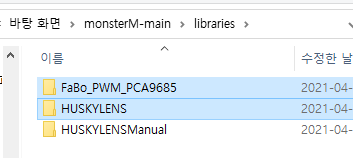 바탕 화면 > monsterM-main > libraries >
이름 수정한 날
FaBo_PWM_PCA9685 2021-04-
HUSKYLENS 2021-04-
HUSKYLENSManual 2021-04-